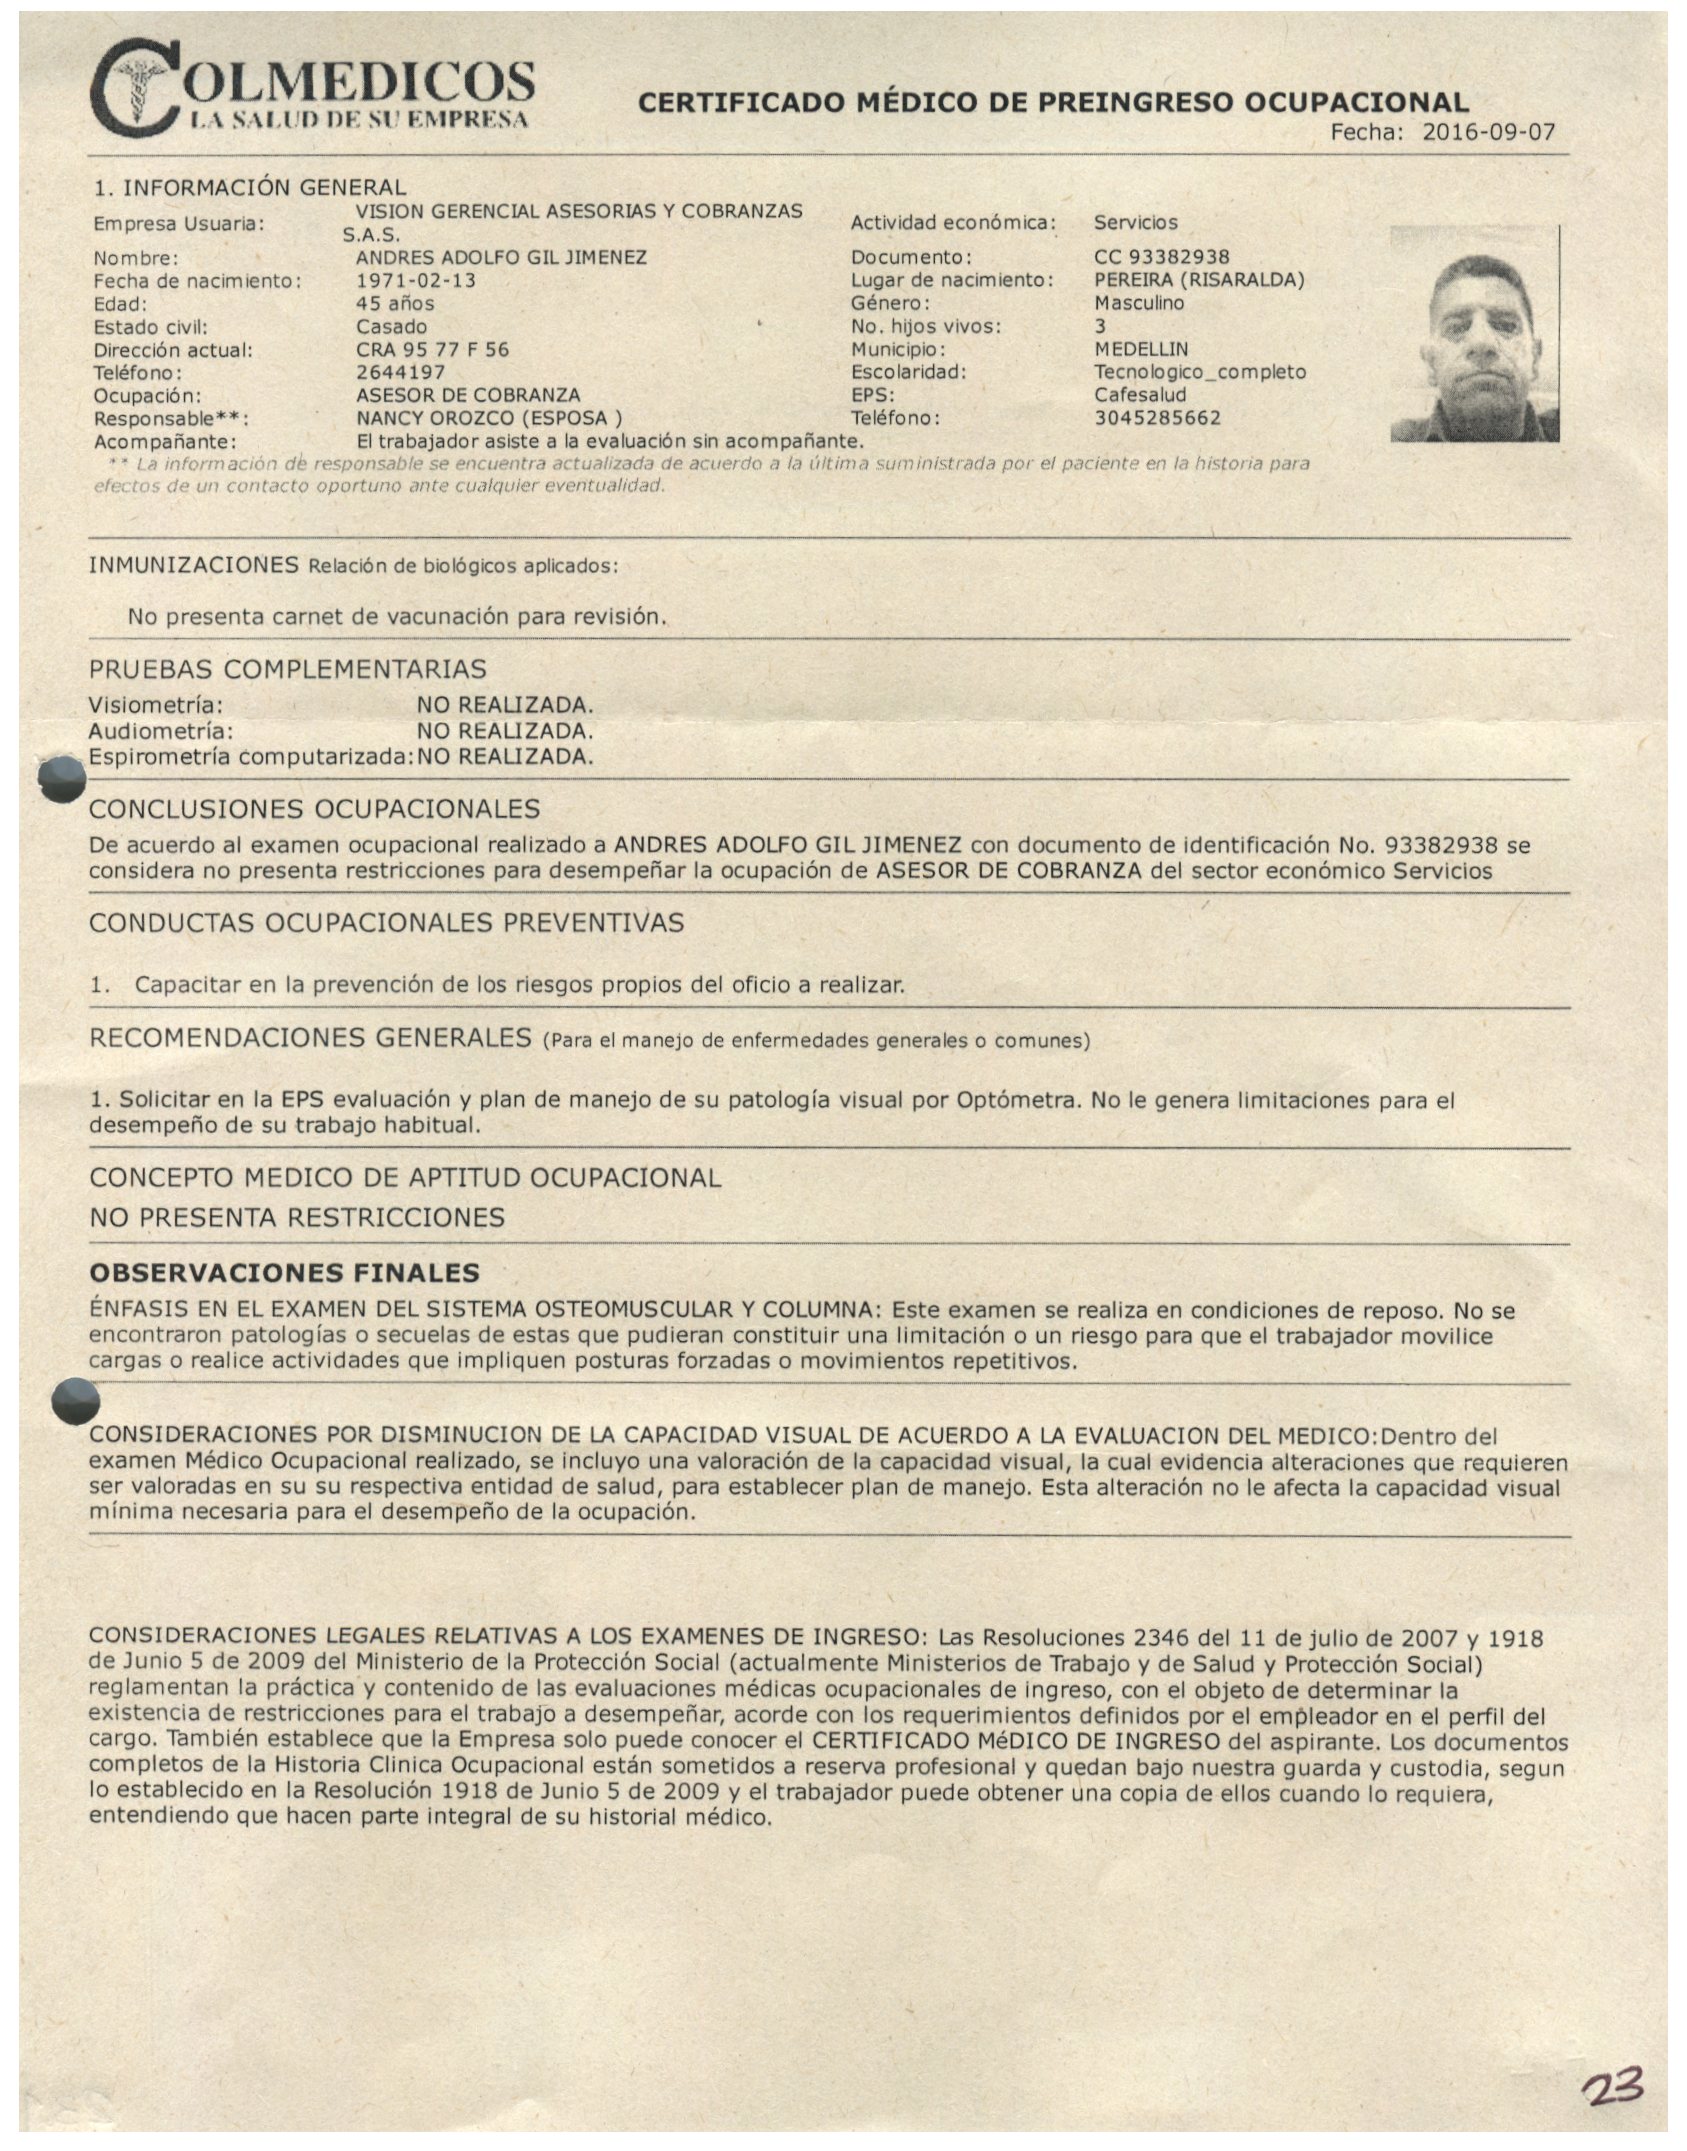 COLMEDICOS
LA SALUD DE SU EMPRESA
CERTIFICADO MÉDICO DE PREINGRESO OCUPACIONAL
Fecha: 2016-09-07
1. INFORMACIÓN GENERAL
Empresa Usuaria: VISION GERENCIAL ASESORIAS Y COBRANZAS S.A.S. Actividad económica: Servicios
Nombre: ANDRES ADOLFO GIL JIMENEZ Documento: CC 93382938
Fecha de nacimiento: 1971-02-13 Lugar de nacimiento: PEREIRA (RISARALDA)
Edad: 45 años Género: Masculino
Estado civil: Casado No. hijos vivos: 3
Dirección actual: CRA 95 77 F 56 Municipio: MEDELLIN
Teléfono: 2644197 Escolaridad: Tecnologico_completo
Ocupación: ASESOR DE COBRANZA EPS: Cafesalud
Responsable**: NANCY OROZCO (ESPOSA ) Teléfono: 3045285662
Acompañante: El trabajador asiste a la evaluación sin acompañante.
** La información de responsable se encuentra actualizada de acuerdo a la última suministrada por el paciente en la historia para
efectos de un contacto oportuno ante cualquier eventualidad.
INMUNIZACIONES Relación de biológicos aplicados:
No presenta carnet de vacunación para revisión.
PRUEBAS COMPLEMENTARIAS
Visiometría: NO REALIZADA.
Audiometría: NO REALIZADA.
Espirometría computarizada: NO REALIZADA.
CONCLUSIONES OCUPACIONALES
De acuerdo al examen ocupacional realizado a ANDRES ADOLFO GIL JIMENEZ con documento de identificación No. 93382938 se
considera no presenta restricciones para desempeñar la ocupación de ASESOR DE COBRANZA del sector económico Servicios
CONDUCTAS OCUPACIONALES PREVENTIVAS
1. Capacitar en la prevención de los riesgos propios del oficio a realizar.
RECOMENDACIONES GENERALES (Para el manejo de enfermedades generales o comunes)
1. Solicitar en la EPS evaluación y plan de manejo de su patología visual por Optómetra. No le genera limitaciones para el
desempeño de su trabajo habitual.
CONCEPTO MEDICO DE APTITUD OCUPACIONAL
NO PRESENTA RESTRICCIONES
OBSERVACIONES FINALES
ÉNFASIS EN EL EXAMEN DEL SISTEMA OSTEOMUSCULAR Y COLUMNA: Este examen se realiza en condiciones de reposo. No se
encontraron patologías o secuelas de estas que pudieran constituir una limitación o un riesgo para que el trabajador movilice
cargas o realice actividades que impliquen posturas forzadas o movimientos repetitivos.
CONSIDERACIONES POR DISMINUCION DE LA CAPACIDAD VISUAL DE ACUERDO A LA EVALUACION DEL MEDICO:Dentro del
examen Médico Ocupacional realizado, se incluyo una valoración de la capacidad visual, la cual evidencia alteraciones que requieren
ser valoradas en su su respectiva entidad de salud, para establecer plan de manejo. Esta alteración no le afecta la capacidad visual
mínima necesaria para el desempeño de la ocupación.
CONSIDERACIONES LEGALES RELATIVAS A LOS EXAMENES DE INGRESO: Las Resoluciones 2346 del 11 de julio de 2007 y 1918
de Junio 5 de 2009 del Ministerio de la Protección Social (actualmente Ministerios de Trabajo y de Salud y Protección Social)
reglamentan la práctica y contenido de las evaluaciones médicas ocupacionales de ingreso, con el objeto de determinar la
existencia de restricciones para el trabajo a desempeñar, acorde con los requerimientos definidos por el empleador en el perfil del
cargo. También establece que la Empresa solo puede conocer el CERTIFICADO MéDICO DE INGRESO del aspirante. Los documentos
completos de la Historia Clinica Ocupacional están sometidos a reserva profesional y quedan bajo nuestra guarda y custodia, segun
lo establecido en la Resolución 1918 de Junio 5 de 2009 y el trabajador puede obtener una copia de ellos cuando lo requiera,
entendiendo que hacen parte integral de su historial médico.
23